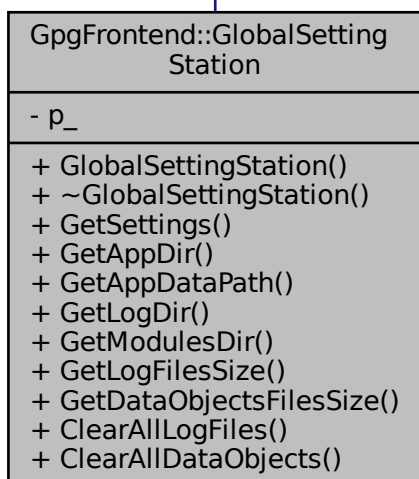 GpgFrontend::GlobalSetting
Station
- p_
+ GlobalSettingStation()
+ ~GlobalSettingStation()
+ GetSettings()
+ GetAppDir()
+ GetAppDataPath()
+ GetLogDir()
+ GetModulesDir()
+ GetLogFilesSize()
+ GetDataObjectsFilesSize()
+ ClearAllLogFiles()
+ ClearAllDataObjects()